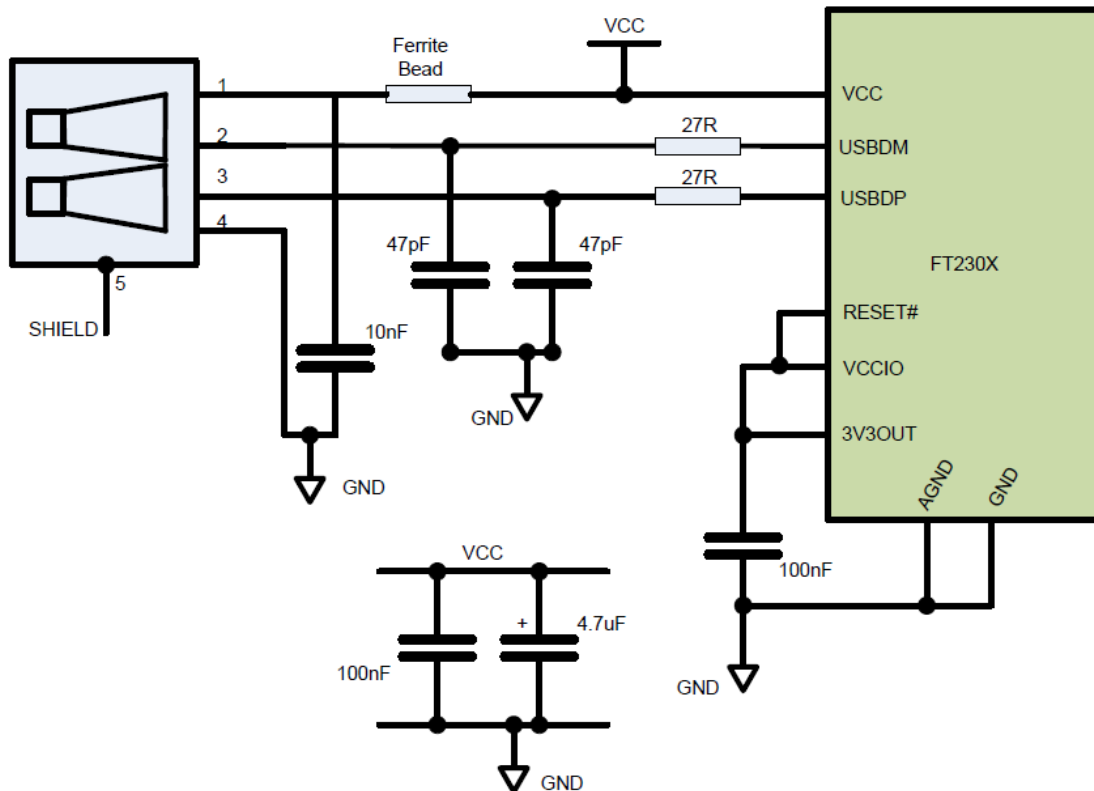 VCC
Ferrite
Bead
1
VCC
2
27R
USBDM
3
27R
USBDP
4
47pF
47pF
FT230X
5
SHIELD
10nF
RESET#
VCCIO
GND
3V3OUT
GND
AGND
GND
VCC
100nF
+
4.7uF
100nF
GND
GND